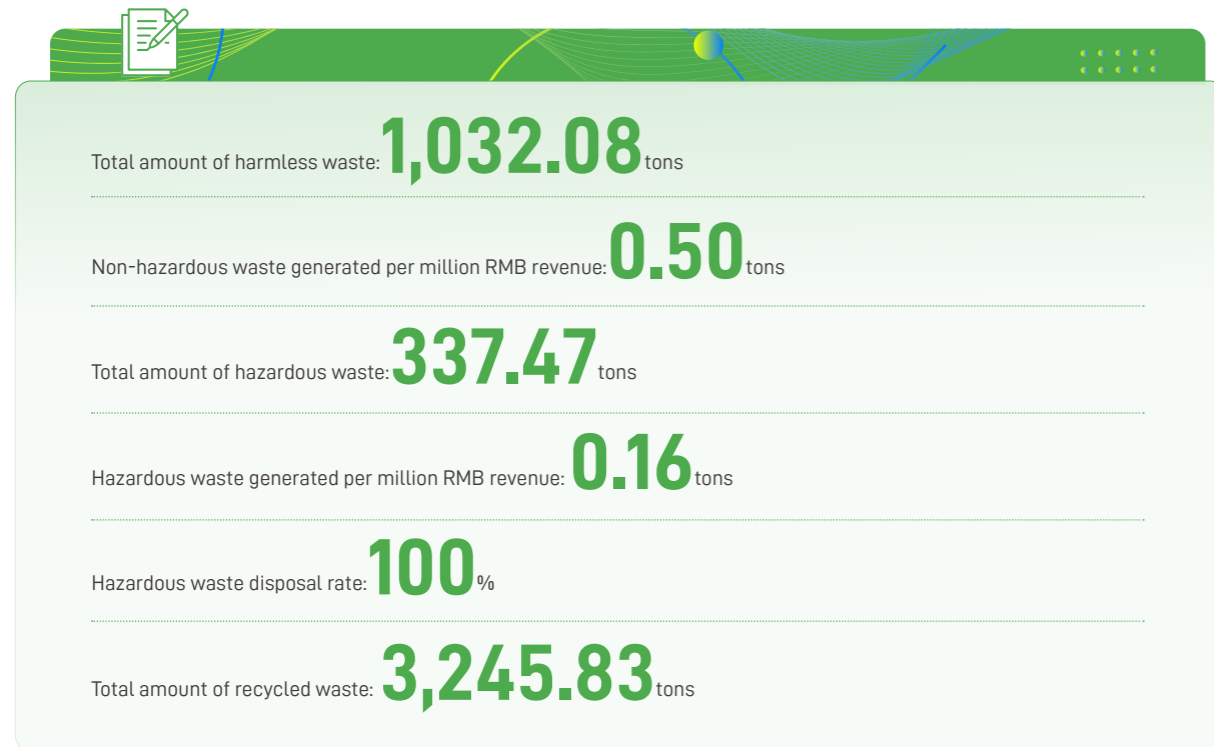 Total amount of harmless waste: 1,032.08 tons
Non-hazardous waste generated per million RMB revenue: 0.50 tons
Total amount of hazardous waste: 337.47 tons
Hazardous waste generated per million RMB revenue: 0.16 tons
Hazardous waste disposal rate: 100%
Total amount of recycled waste: 3,245.83 tons